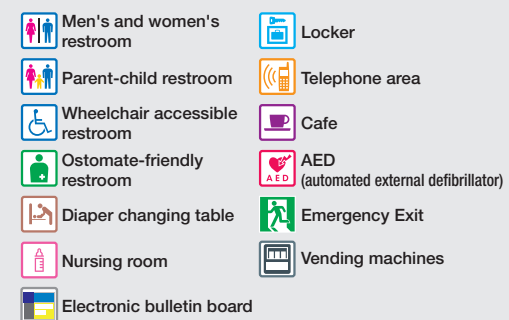 Men's and women's
restroom
Parent-child restroom
Wheelchair accessible
restroom
Ostomate-friendly
restroom
Diaper changing table
Nursing room
Electronic bulletin board
Locker
Telephone area
Cafe
AED
AED
(automated external defibrillator)
Emergency Exit
Vending machines